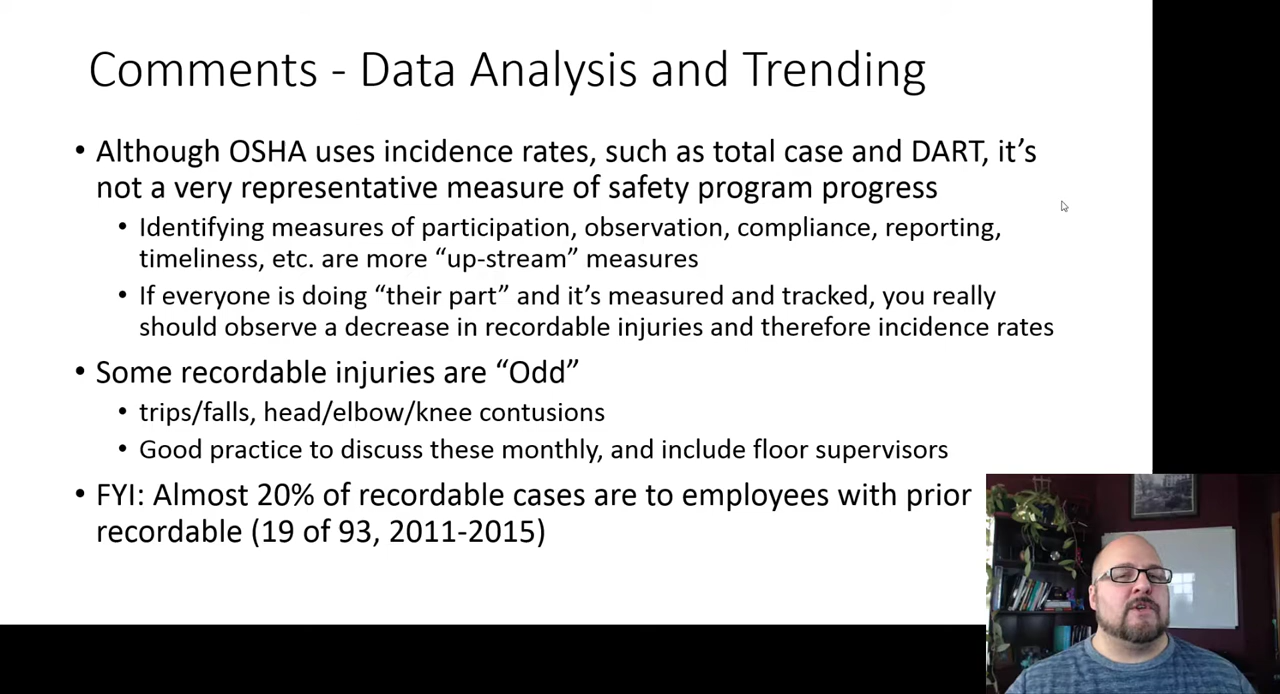 Comments - Data Analysis and Trending
• Although OSHA uses incidence rates, such as total case and DART, it's
not a very representative measure of safety program progress
• Identifying measures of participation, observation, compliance, reporting,
timeliness, etc. are more “up-stream” measures
• If everyone is doing “their part” and it's measured and tracked, you really
should observe a decrease in recordable injuries and therefore incidence rates
• Some recordable injuries are “Odd”
• trips/falls, head/elbow/knee contusions
• Good practice to discuss these monthly, and include floor supervisors
• FYI: Almost 20% of recordable cases are to employees with prior
recordable (19 of 93, 2011-2015)